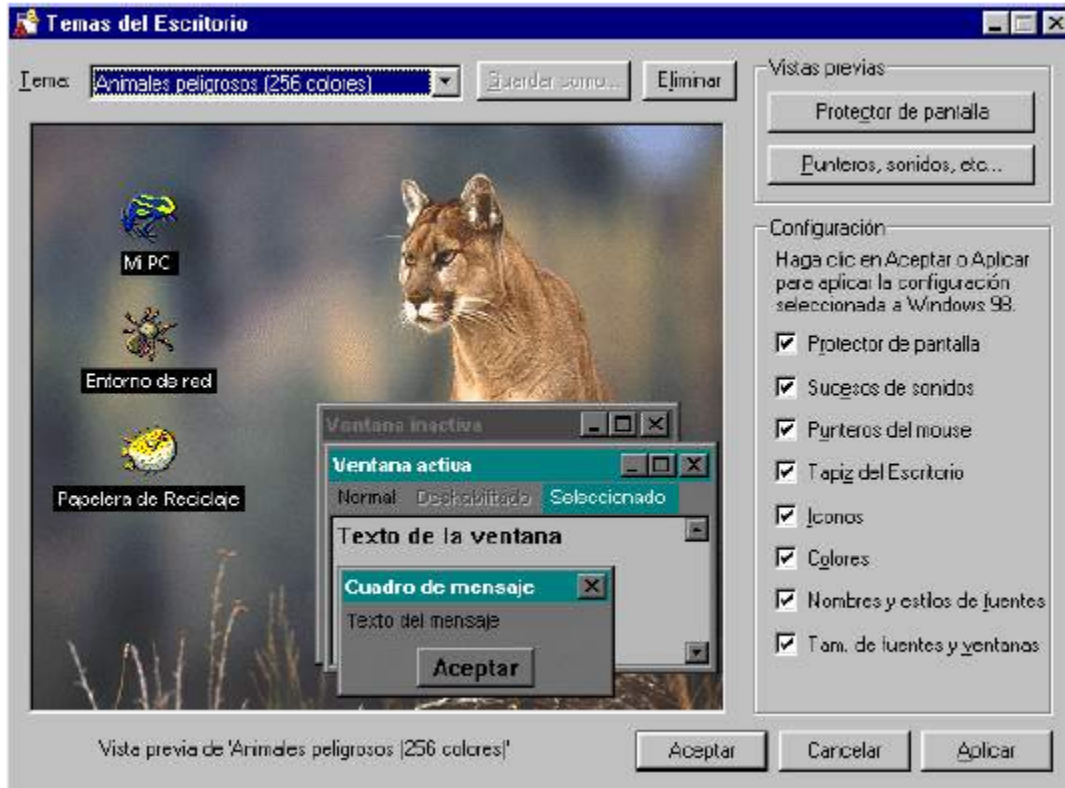 Temas del Escritorio
Tema:
Animales peligrosos (256 colores)
Guardar como...
Eliminar
Mi PC
Entorno de red
Papelera de Reciclaje
Ventana inactiva
Ventana activa
Normal Deshabilitado Seleccionado
Texto de la ventana
Cuadro de mensaje
Texto del mensaje
Aceptar
Vista previa de 'Animales peligrosos (256 colores)'
Vistas previas
Protector de pantalla
Punteros, sonidos, etc...
Configuración
Haga clic en Aceptar o Aplicar
para aplicar la configuración
seleccionada a Windows 98.
Protector de pantalla
Sucesos de sonidos
Punteros del mouse
Tapiz del Escritorio
Iconos
Colores
Nombres y estilos de fuentes
Tam. de fuentes y ventanas
Aceptar
Cancelar
Aplicar